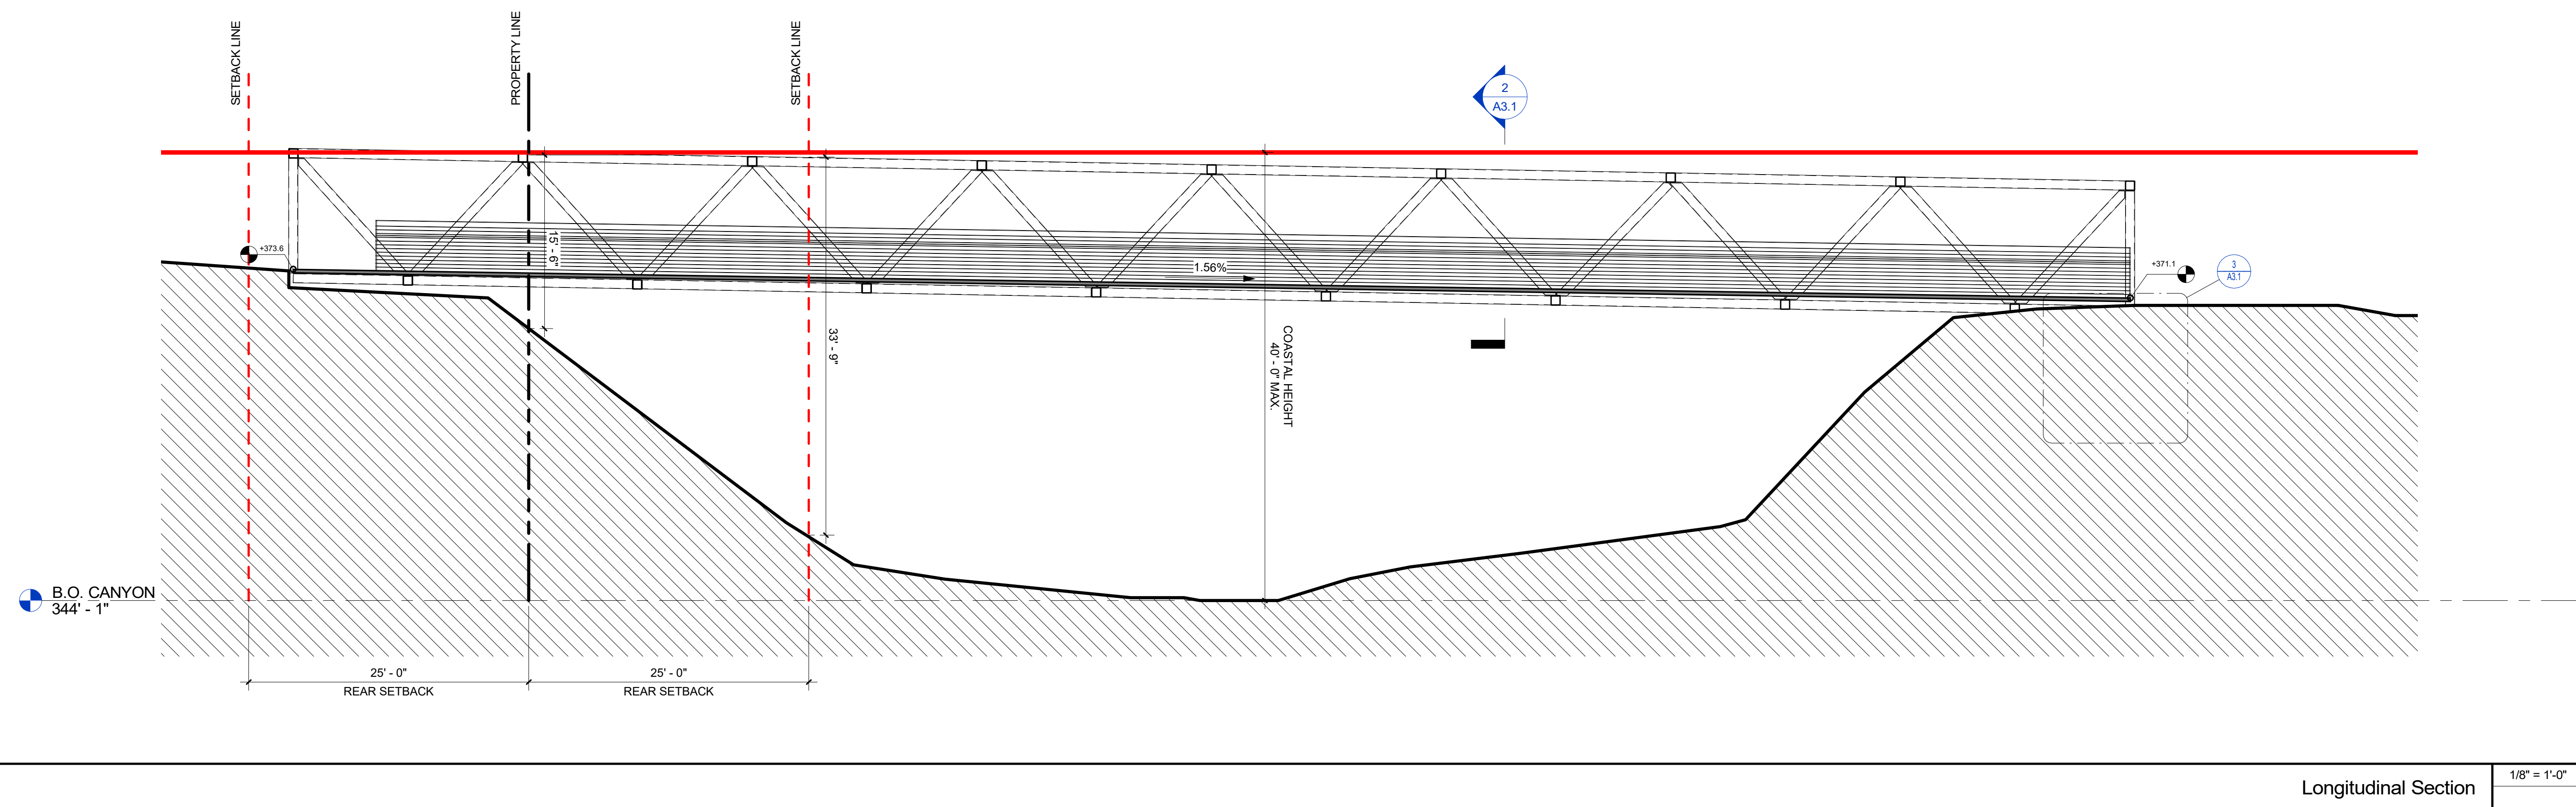 SETBACK LINE
PROPERTY LINE
SETBACK LINE
2
A3.1
+373.6
15' - 6"
1.56%
+371.1
3
A3.1
33' - 9"
COASTAL HEIGHT
40' - 0" MAX.
B.O. CANYON
344' - 1"
25' - 0"
REAR SETBACK
25' - 0"
REAR SETBACK
Longitudinal Section
1/8" = 1'-0"